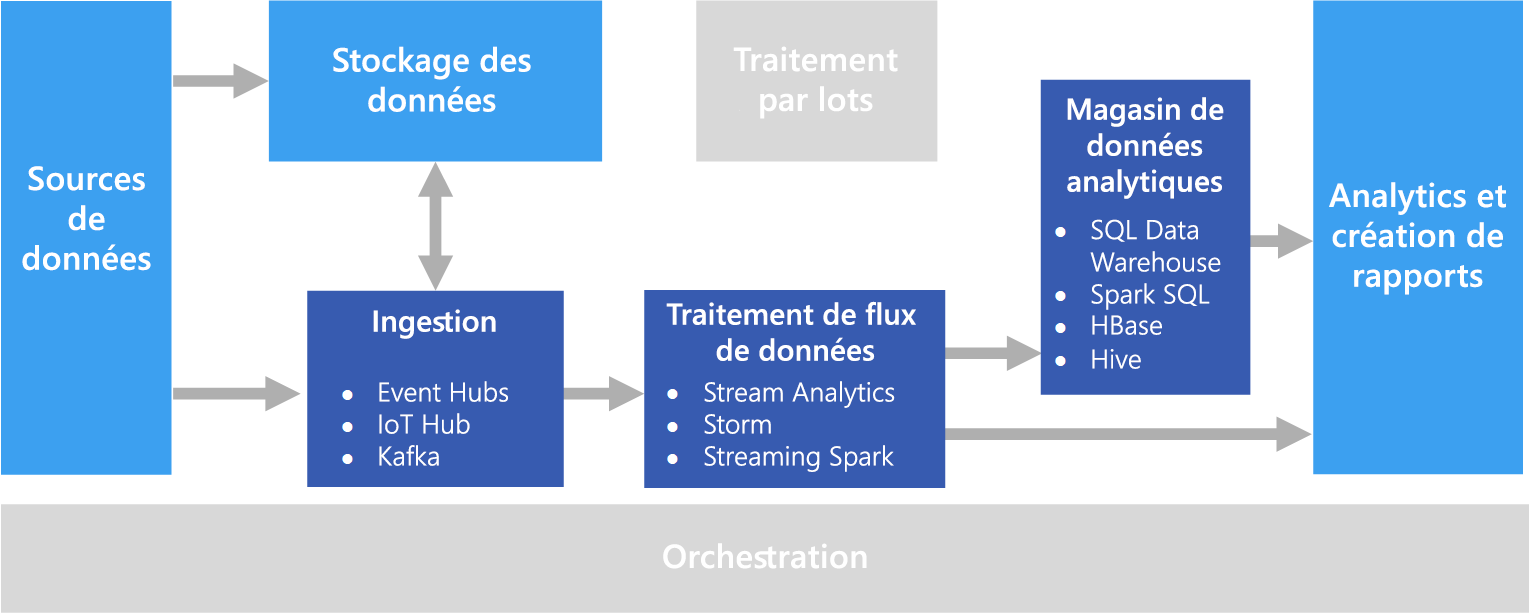 Sources
de
données
Stockage des
données
Traitement
par lots
Ingestion
● Event Hubs
● IoT Hub
● Kafka
Traitement de flux
de données
● Stream Analytics
● Storm
● Streaming Spark
Magasin de
données
analytiques
● SQL Data
Warehouse
● Spark SQL
● HBase
● Hive
Analytics et
création de
rapports
Orchestration